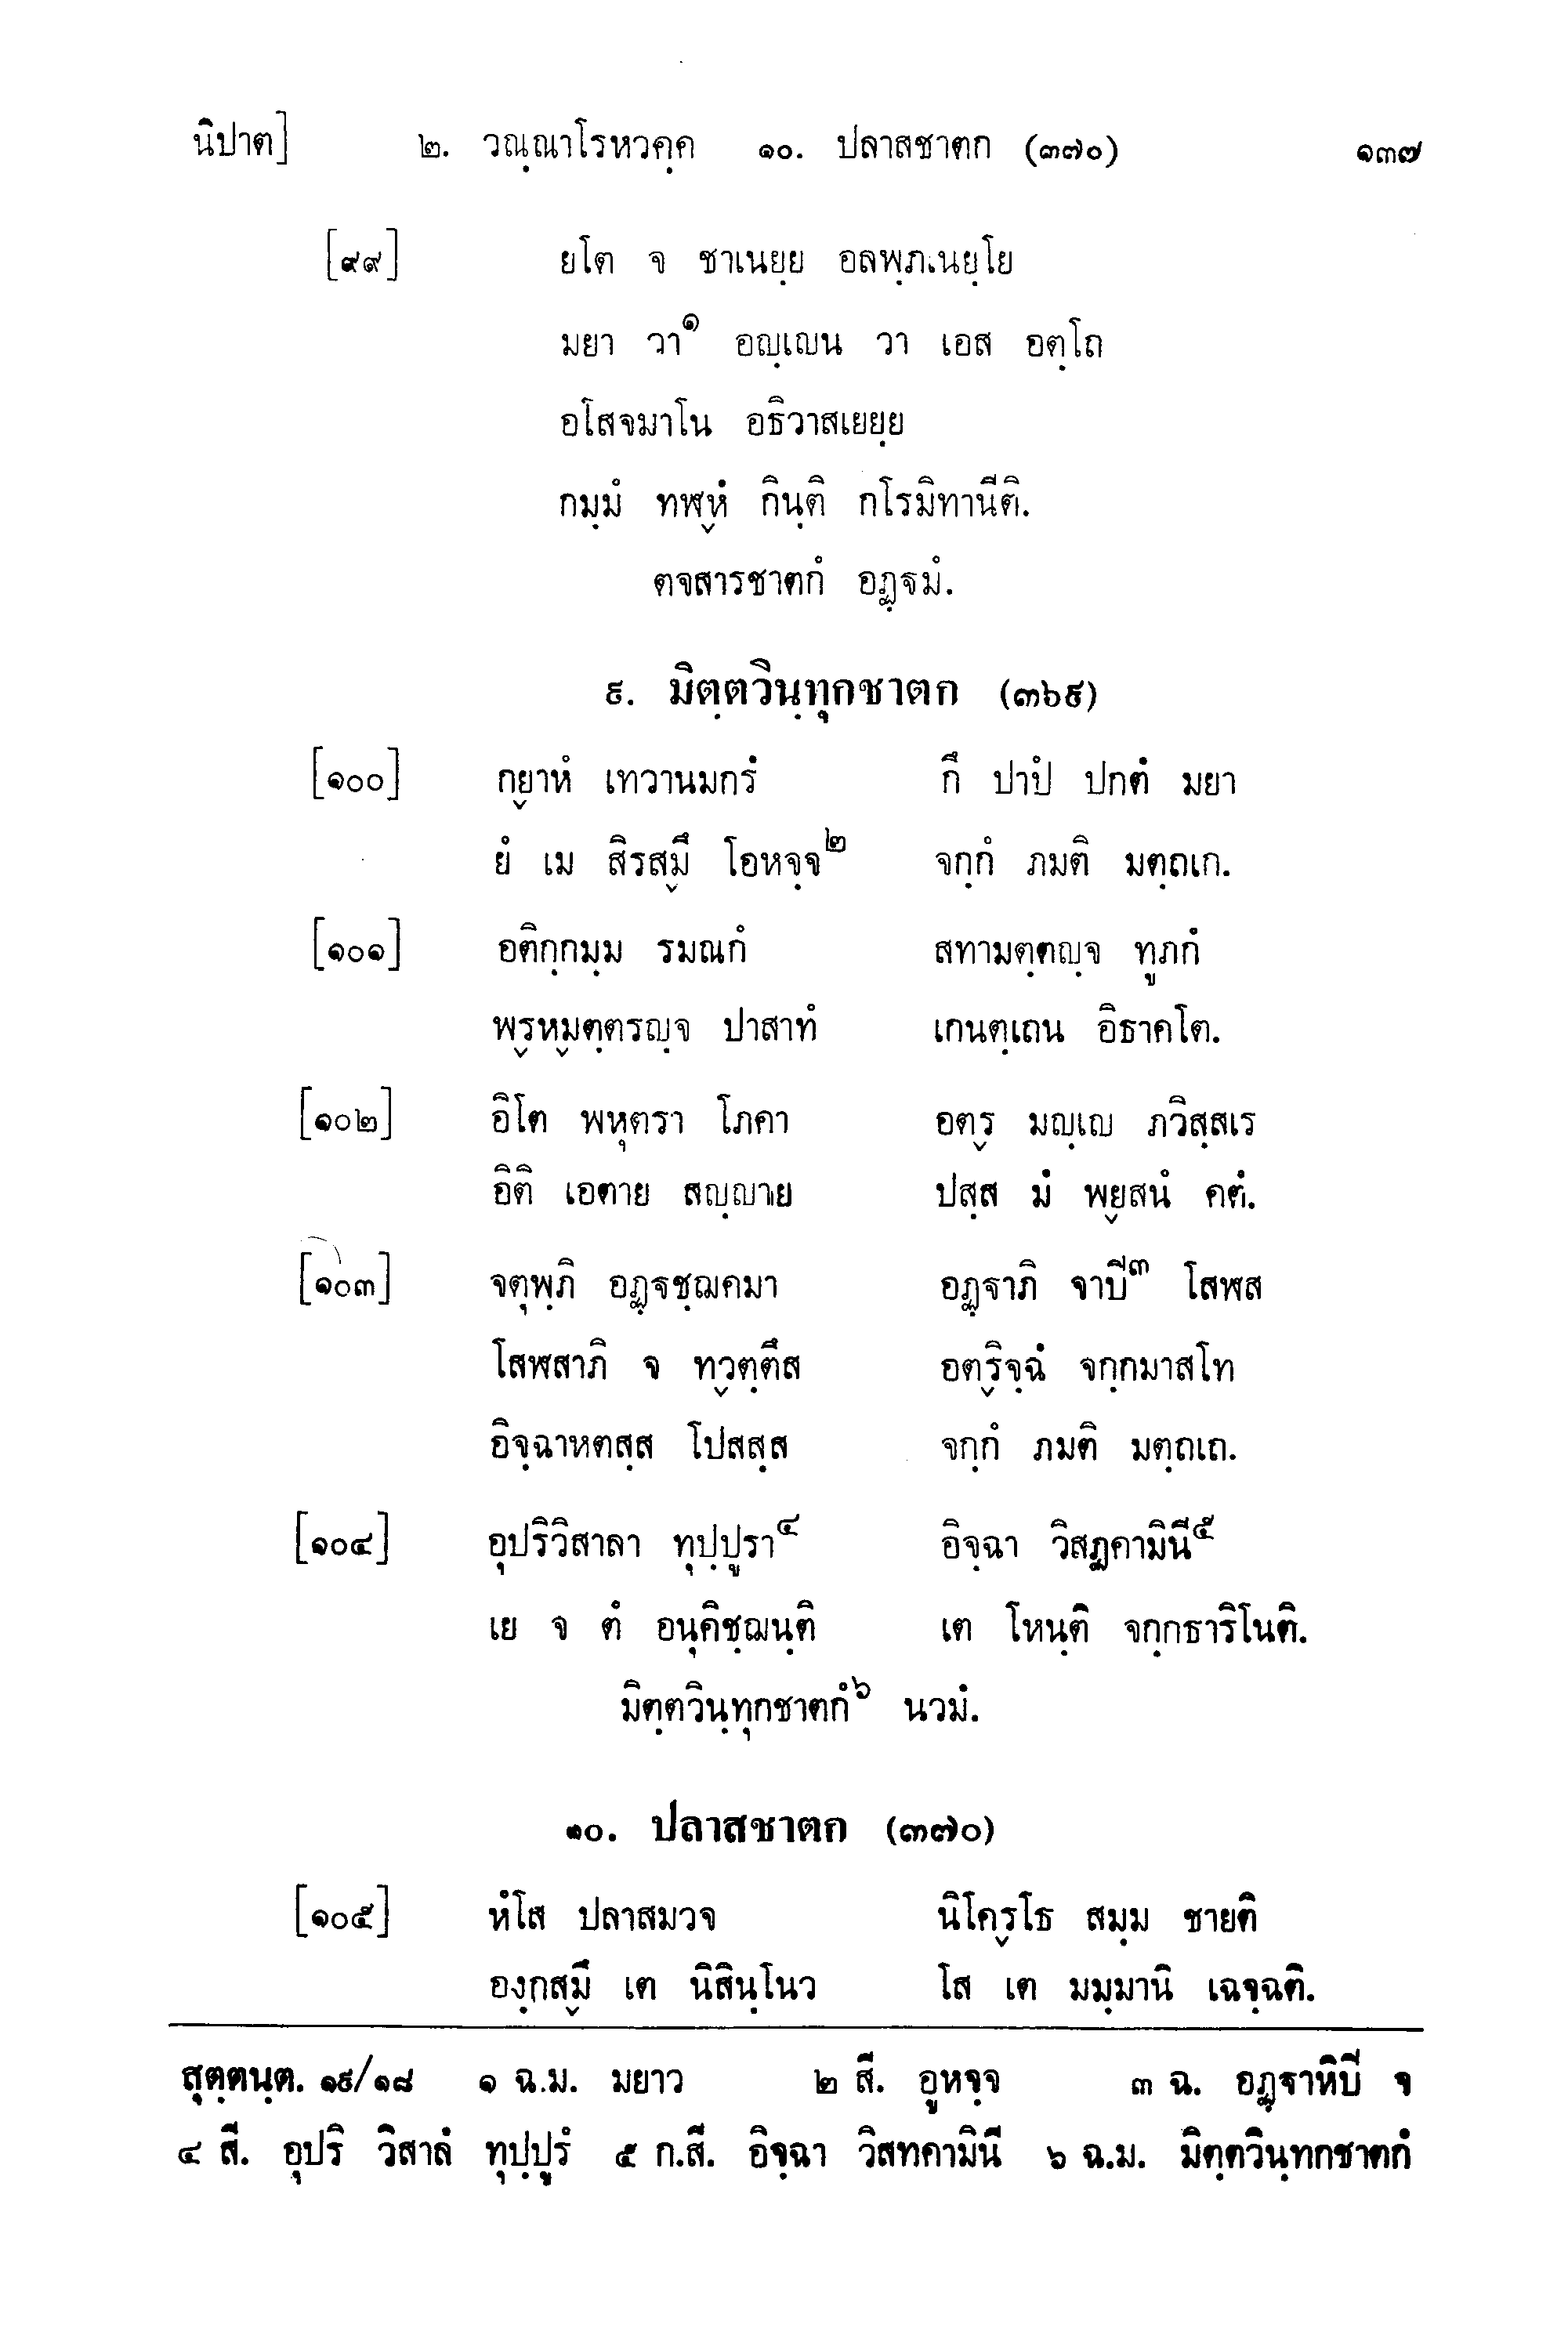 นิปาต] ๒. วณฺณาโรหวคฺค ๑๐. ปลาสชาตก (๓๗๐) ๑๓๗
[๙๙] ยโต จ ชาเนยฺย อลพฺภเนยฺโย
มยา วา๑ อญฺเญน วา เอส อตฺโถ
อโสจมาโน อธิวาสเยยฺย
กมฺมํ ทฬฺหํ กินฺติ กโรมิทานีติ.
ตจสารชาตกํ อฏฺฐมํ.
๙. มิตฺตวินฺทุกชาตก (๓๖๙)
[๑๐๐] กฺยาหํ เทวานมกรํ กึ ปาปํ ปกตํ มยา
ยํ เม สิรสฺมึ โอหจฺจ๒ จกฺกํ ภมติ มตฺถเก.
[๑๐๑] อติกฺกมฺม รมณกํ สทามตฺตญฺจ ทูภกํ
พฺรหฺมตฺตรญฺจ ปาสาทํ เกนตฺเถน อิธาคโต.
[๑๐๒] อิโต พหุตรา โภคา อตฺร มญฺเญ ภวิสฺสเร
อิติ เอตาย สญฺญาย ปสฺส มํ พฺยสนํ คตํ.
[๑๐๓] จตุพฺภิ อฏฺฐชฺฌคมา อฏฺฐาภิ จาปี๓ โสฬส
โสฬสาภิ จ ทฺวตฺตึส อตฺริจฺฉํ จกฺกมาสโท
อิจฺฉาหตสฺส โปสสฺส จกฺกํ ภมติ มตฺถเถ.
[๑๐๔] อุปริวิสาลา ทุปฺปูรา๔ อิจฺฉา วิสฏคามินี๕
เย จ ตํ อนุคิชฺฌนฺติ เต โหนฺติ จกฺกธาริโนติ.
มิตฺตวินฺทุกชาตกํ๖ นวมํ.
๑๐. ปลาสชาตก (๓๗๐)
[๑๐๕] หํโส ปลาสมวจ นิโคฺรโธ สมฺม ชายติ
องฺกสฺมึ เต นิสินฺโนว โส เต มมฺมานิ เฉจฺฉติ.
สุตฺตนฺต. ๑๙/๑๘ ๑ ฉ.ม. มยาว ๒ สี. อูหจฺจ ๓ ฉ. อฏฺฐาหิปี จ
๔ สี. อุปริ วิสาลํ ทุปฺปูรํ ๕ ก.สี. อิจฺฉา วิสทคามินี ๖ ฉ.ม. มิตฺตวินฺทกชาตกํ